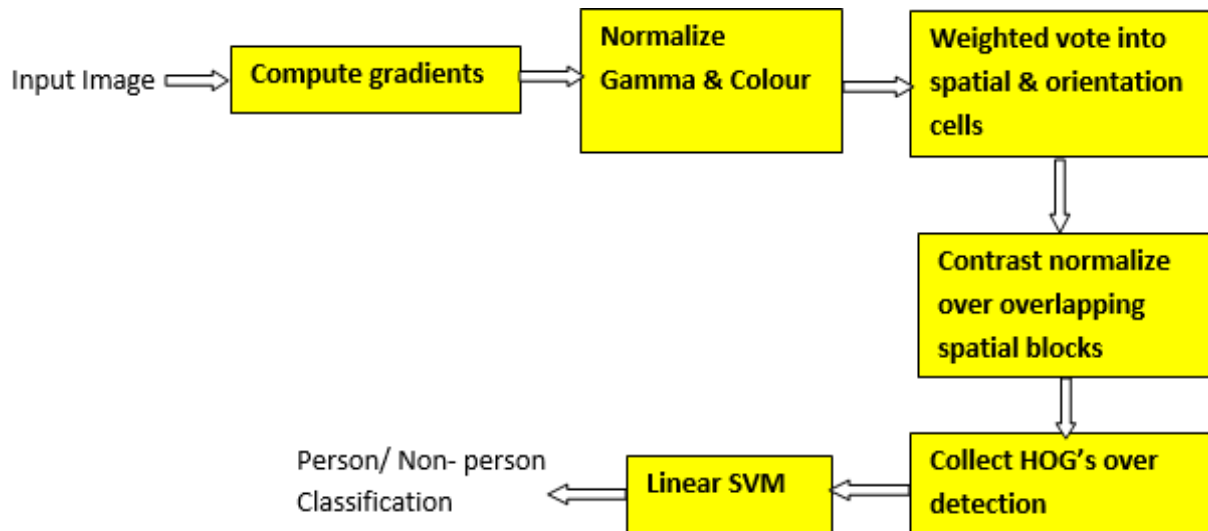 Input Image
Compute gradients
Normalize
Gamma & Colour
Weighted vote into
spatial & orientation
cells
Contrast normalize
over overlapping
spatial blocks
Collect HOG's over
detection
Linear SVM
Person/ Non- person
Classification